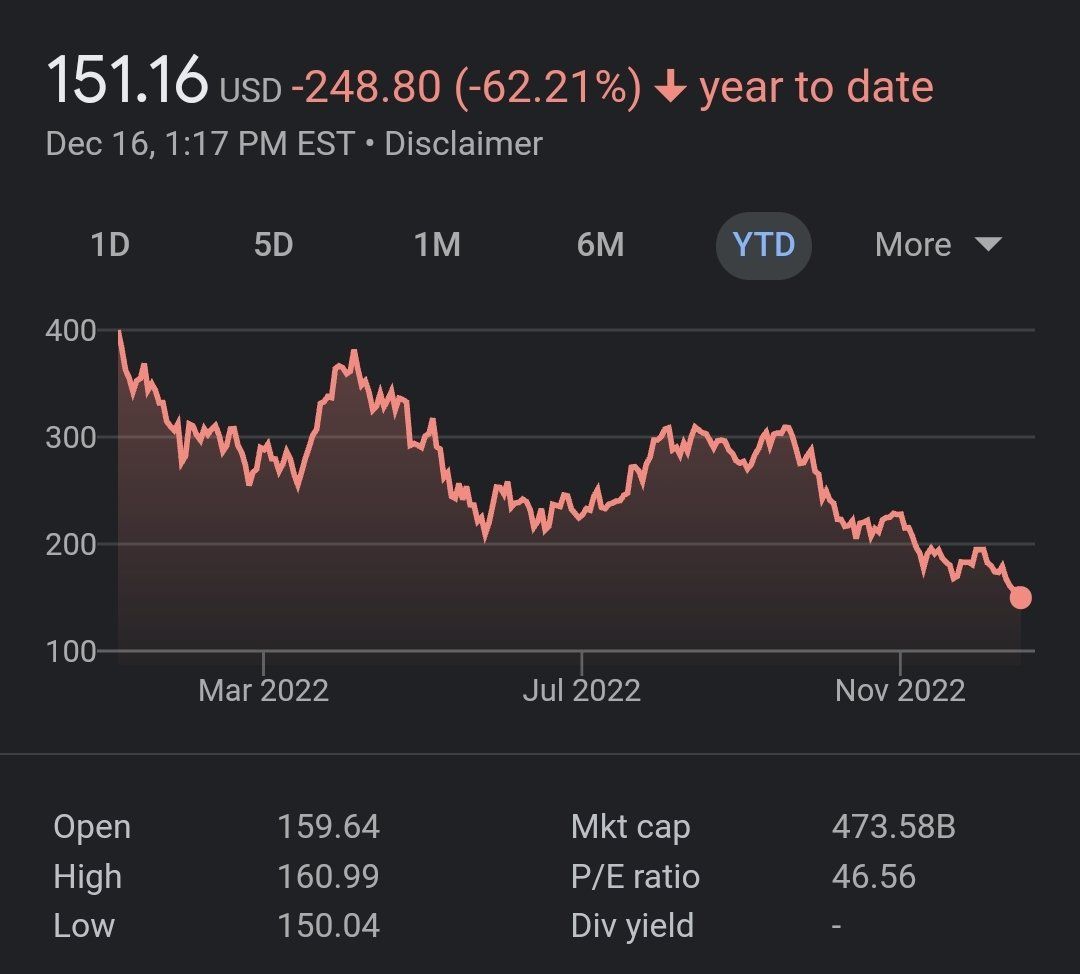 151.16 USD -248.80 (-62.21%) ↓ year to date
Dec 16, 1:17 PM EST • Disclaimer
1D 5D 1M 6M YTD More
400
300
200
100
Mar 2022 Jul 2022 Nov 2022
Open 159.64 Mkt cap 473.58B
High 160.99 P/E ratio 46.56
Low 150.04 Div yield -